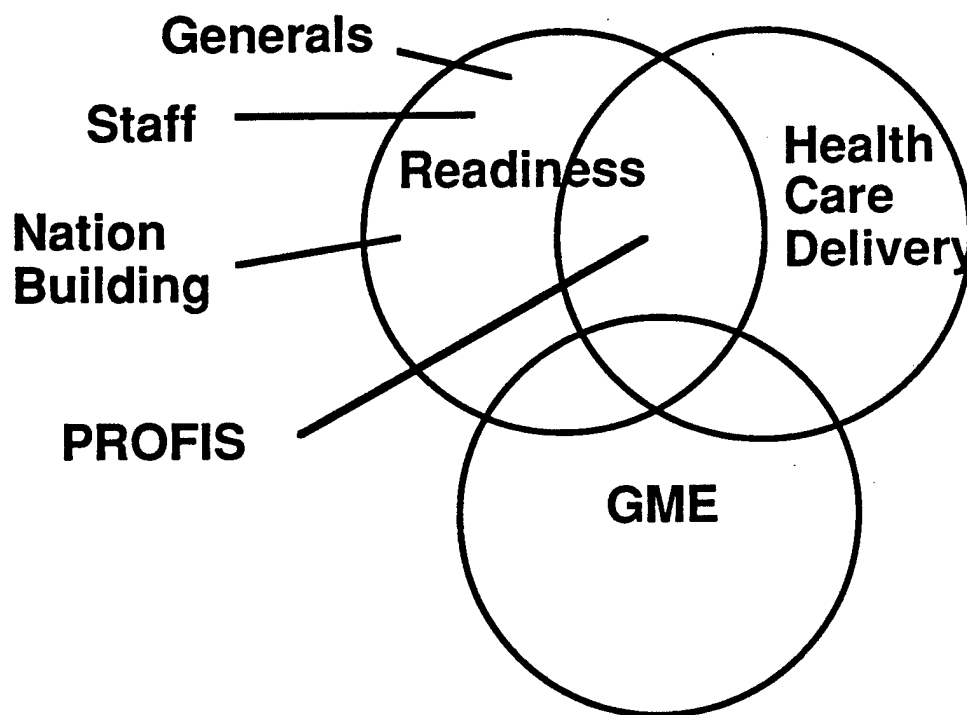 Generals
Staff
Readiness
Health
Care
Delivery
Nation
Building
PROFIS
GME